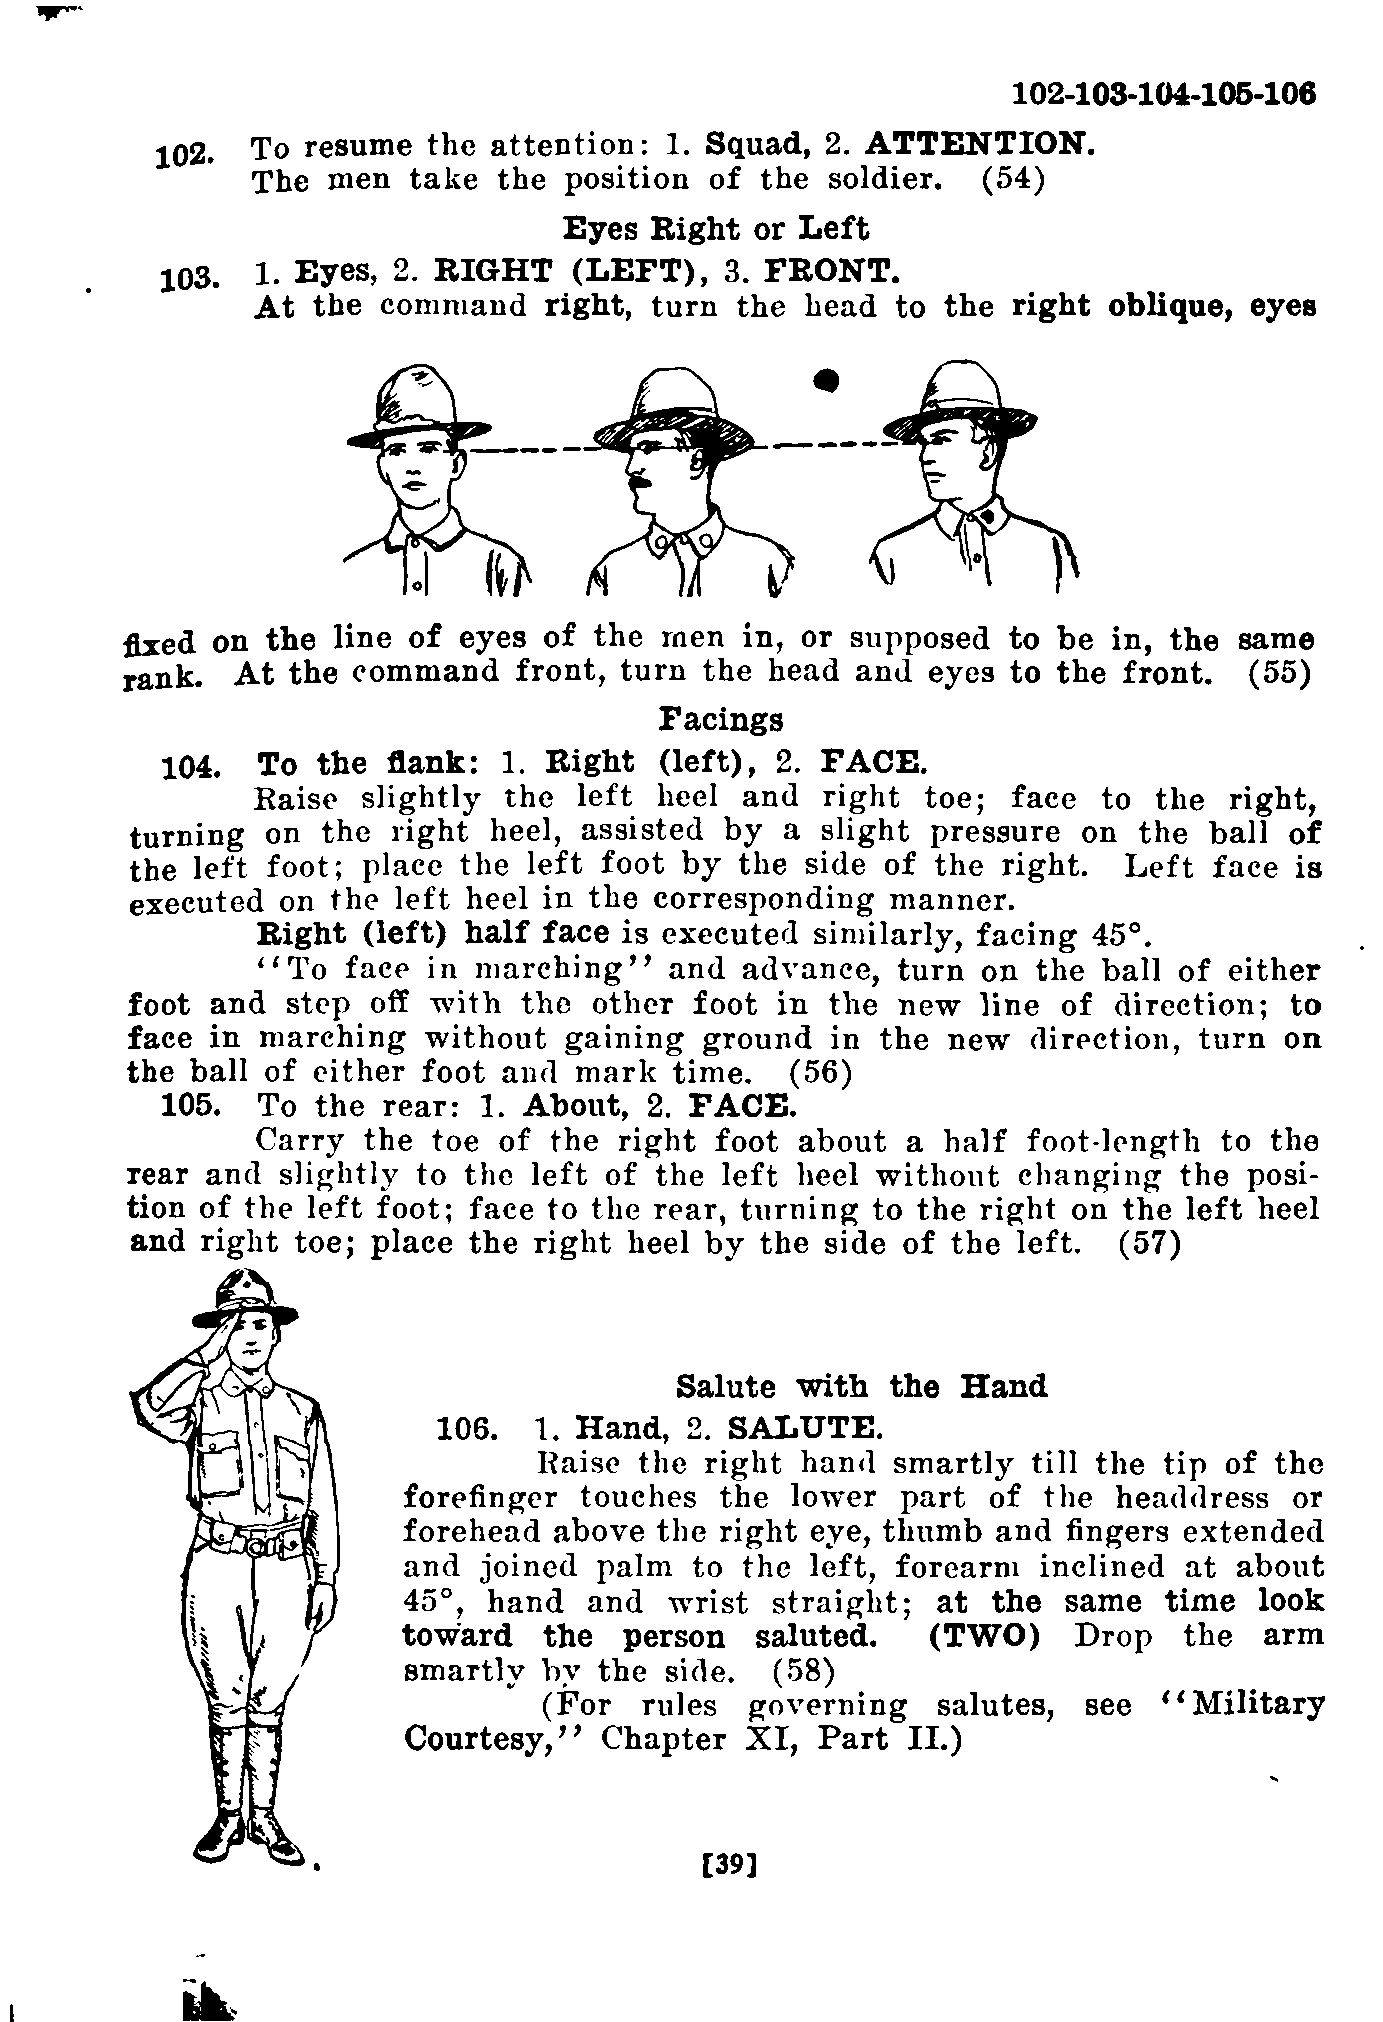 102-103-104-105-106
102. To resume the attention: 1. Squad, 2. ATTENTION.
The men take the position of the soldier. (54)
Eyes Right or Left
103. 1. Eyes, 2. RIGHT (LEFT), 3. FRONT.
At the command right, turn the head to the right oblique, eyes
fixed on the line of eyes of the men in, or supposed to be in, the same
rank. At the command front, turn the head and eyes to the front. (55)
Facings
104. To the flank: 1. Right (left), 2. FACE.
Raise slightly the left heel and right toe; face to the right,
turning on the right heel, assisted by a slight pressure on the ball of
the left foot; place the left foot by the side of the right. Left face is
executed on the left heel in the corresponding manner.
Right (left) half face is executed similarly, facing 45°.
"To face in marching" and advance, turn on the ball of either
foot and step off with the other foot in the new line of direction; to
face in marching without gaining ground in the new direction, turn on
the ball of either foot and mark time. (56)
105. To the rear: 1. About, 2. FACE.
Carry the toe of the right foot about a half foot-length to the
rear and slightly to the left of the left heel without changing the posi-
tion of the left foot; face to the rear, turning to the right on the left heel
and right toe; place the right heel by the side of the left. (57)
Salute with the Hand
106. 1. Hand, 2. SALUTE.
Raise the right hand smartly till the tip of the
forefinger touches the lower part of the headdress or
forehead above the right eye, thumb and fingers extended
and joined palm to the left, forearm inclined at about
45°, hand and wrist straight; at the same time look
toward the person saluted. (TWO) Drop the arm
smartly by the side. (58)
(For rules governing salutes, see "Military
Courtesy," Chapter XI, Part II.)
[39]